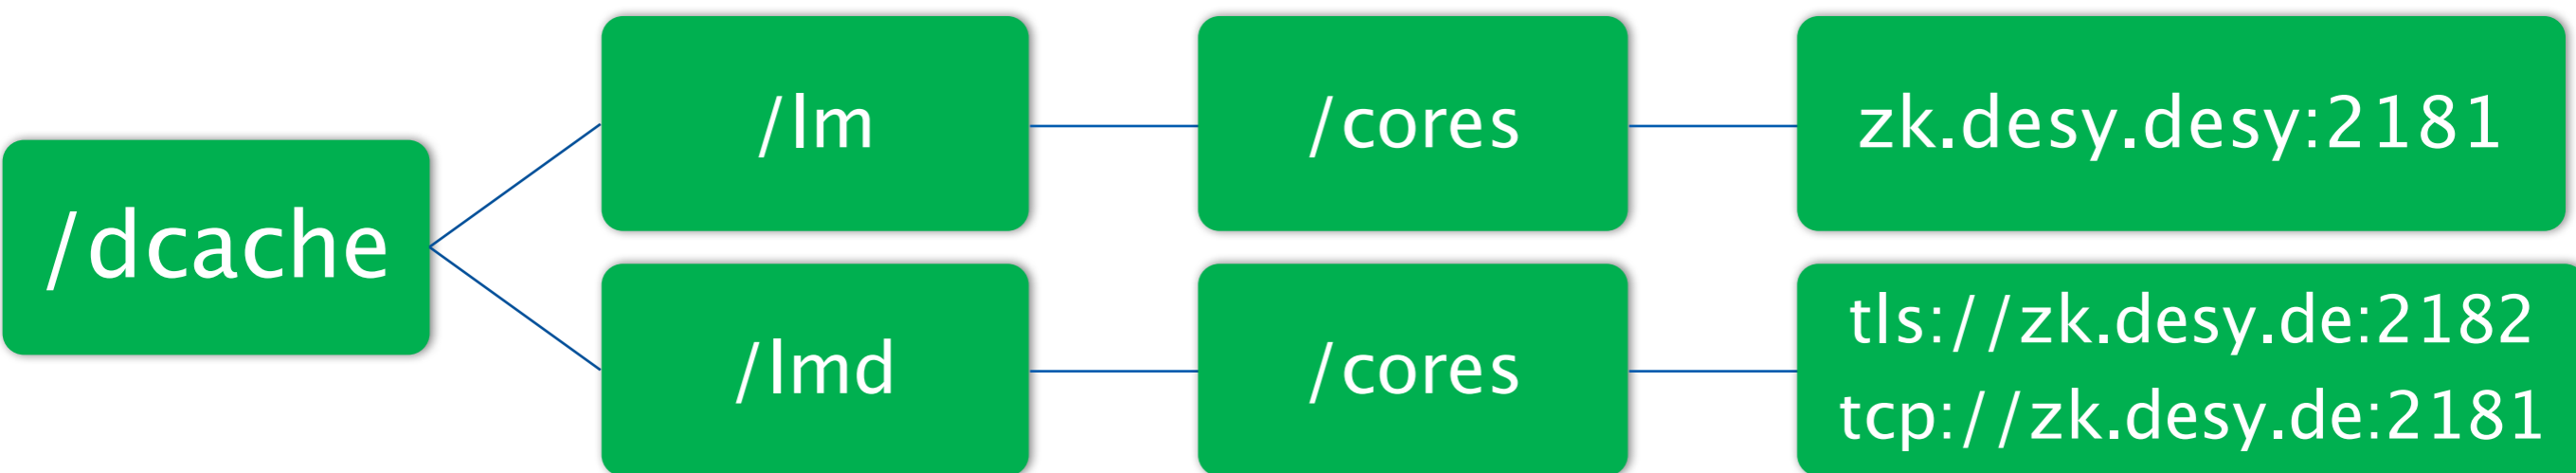 /dcache
/lm
/cores
zk.desy.desy:2181
/lmd
/cores
tls://zk.desy.de:2182
tcp://zk.desy.de:2181